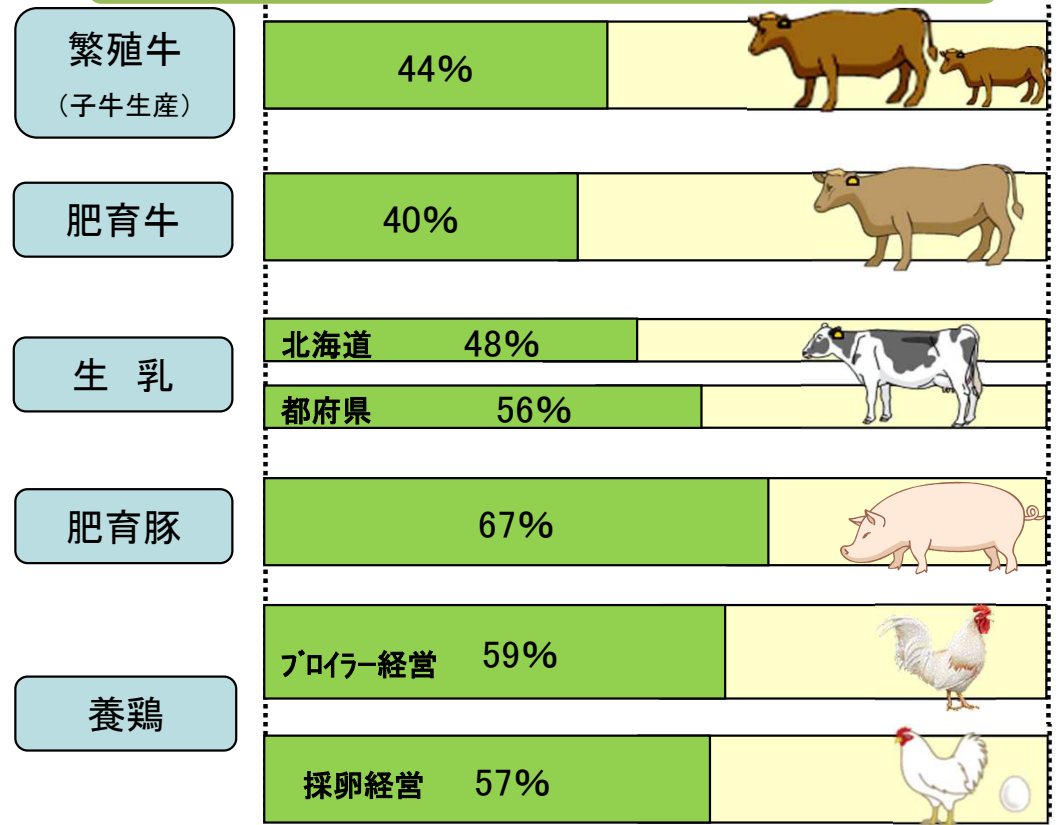 繁殖牛
（子牛生産）
44%
肥育牛
40%
生 乳
北海道 48%
都府県 56%
肥育豚
67%
養鶏
ﾌﾞﾛｲﾗｰ経営 59%
採卵経営 57%